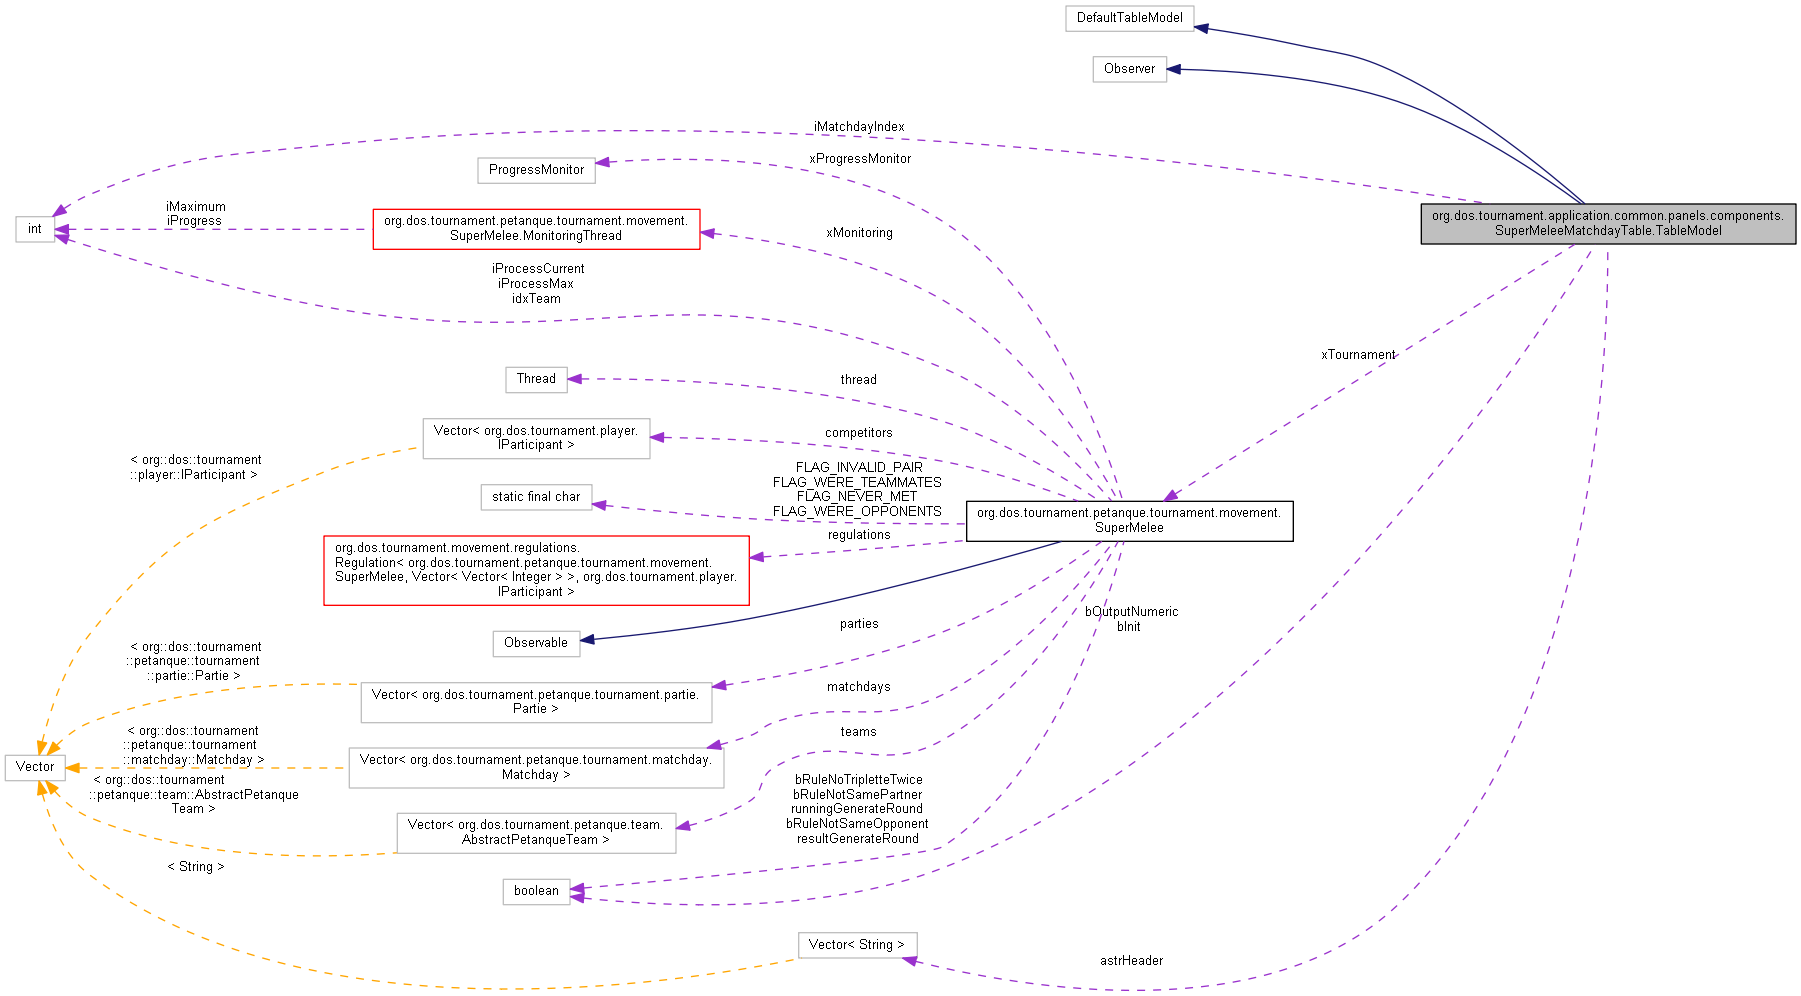 DefaultTableModel
Observer
iMatchdayIndex
xProgressMonitor
ProgressMonitor
iMaximum
iProgress
int
org.dos.tournament.petanque.tournament.movement.
SuperMelee.MonitoringThread
xMonitoring
org.dos.tournament.application.common.panels.components.
SuperMeleeMatchdayTable.TableModel
iProcessCurrent
iProcessMax
idxTeam
xTournament
Thread
thread
Vector< org.dos.tournament.player.
IParticipant >
competitors
< org::dos::tournament
::player::IParticipant >
static final char
FLAG_INVALID_PAIR
FLAG_WERE_TEAMMATES
FLAG_NEVER_MET
FLAG_WERE_OPPONENTS
org.dos.tournament.petanque.tournament.movement.
SuperMelee
regulations
org.dos.tournament.movement.regulations.
Regulation< org.dos.tournament.petanque.tournament.movement.
SuperMelee, Vector< Vector< Integer > >, org.dos.tournament.player.
IParticipant >
Observable
bOutputNumeric
bInit
parties
< org::dos::tournament
::petanque::tournament
::partie::Partie >
Vector< org.dos.tournament.petanque.tournament.partie.
Partie >
matchdays
< org::dos::tournament
::petanque::tournament
::matchday::Matchday >
Vector
Vector< org.dos.tournament.petanque.tournament.matchday.
Matchday >
teams
< org::dos::tournament
::petanque::team::AbstractPetanque
Team >
Vector< org.dos.tournament.petanque.team.
AbstractPetanqueTeam >
bRuleNoTripletteTwice
bRuleNotSamePartner
runningGenerateRound
bRuleNotSameOpponent
resultGenerateRound
< String >
boolean
Vector< String >
astrHeader